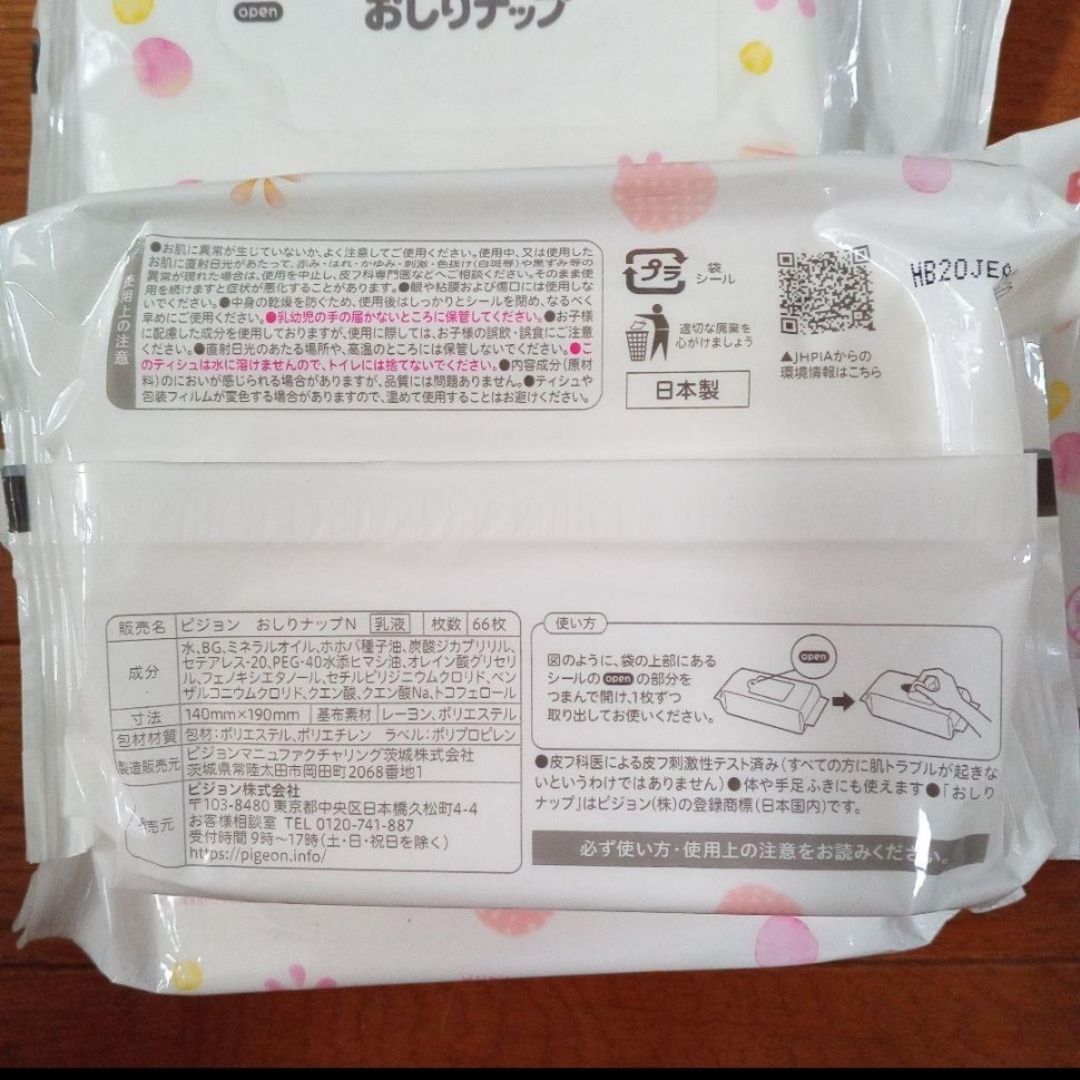 open
おしりナップ
使用上の注意
●お肌に異常が生じていないか、よく注意してご使用ください。使用中、又は使用した
お肌に直射日光があたって、赤み・はれ・かゆみ・刺激・色抜け(白斑等)や黒ずみ等の
異常が現れた場合は、使用を中止し、皮フ科専門医などへご相談ください。そのまま使
用を続けますと症状が悪化することがあります。●眼や粘膜および傷口には使用しな
いでください。●中身の乾燥を防ぐため、使用後はしっかりとシールを閉め、なるべく
早めにご使用ください。●乳幼児の手の届かないところに保管してください。●お子様
に配慮した成分を使用しておりますが、使用に際しては、お子様の誤飲・誤食にご注意
ください。●直射日光のあたる場所や、高温のところには保管しないでください。●こ
のティシュは水に溶けませんので、トイレには捨てないでください。●内容成分(原材
料)のにおいが感じられる場合がありますが、品質には問題ありません。●ティシュや
包装フィルムが変色する場合がありますので、温めて使用することはお避けください。
プラ
袋
シール
適切な廃棄を
心がけましょう
日本製
▲JHPIAからの
環境情報はこちら
HB20JE
販売名 ピジョン おしりナップN 乳液 枚数 66枚
成分 水、BG、ミネラルオイル、ホホバ種子油、炭酸ジカプリリル、
セテアレス-20、PEG-40水添ヒマシ油、オレイン酸グリセリ
ル、フェノキシエタノール、セチルピリジニウムクロリド、ベン
ザルコニウムクロリド、クエン酸、クエン酸Na、トコフェロール
寸法 140mm×190mm 基布素材 レーヨン、ポリエステル
包材材質 包材:ポリエステル、ポリエチレン ラベル:ポリプロピレン
製造販売元 ピジョンマニュファクチャリング茨城株式会社
茨城県常陸太田市岡田町2068番地1
売元 ピジョン株式会社
〒103-8480 東京都中央区日本橋久松町4-4
お客様相談室 TEL 0120-741-887
受付時間 9時〜17時(土・日・祝日を除く)
https://pigeon.info/
使い方
図のように、袋の上部にある
シールの open の部分を
つまんで開け、1枚ずつ
取り出してお使いください。
open
●皮フ科医による皮フ刺激性テスト済み(すべての方に肌トラブルが起きな
いというわけではありません)●体や手足ふきにも使えます●「おしり
ナップ」はピジョン(株)の登録商標(日本国内)です。
必ず使い方・使用上の注意をお読みください。